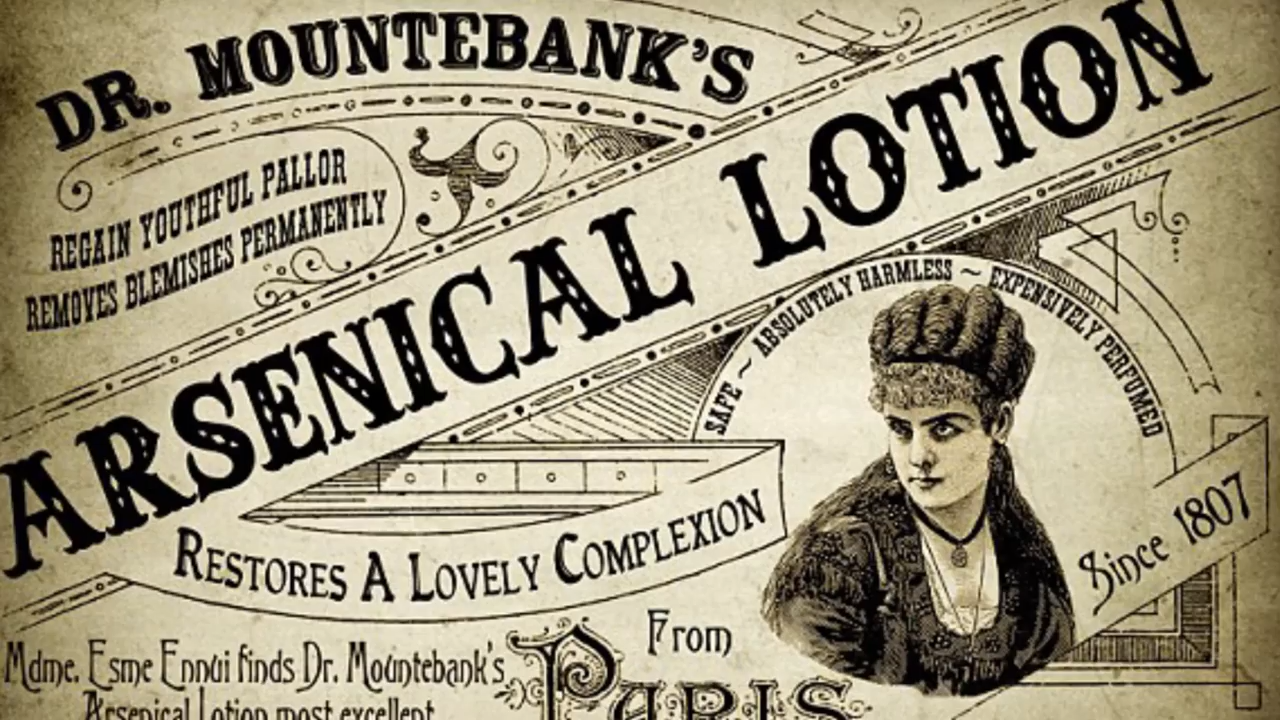 DR. MOUNTEBANK'S
REGAIN YOUTHFUL PALLOR
REMOVES BLEMISHES PERMANENTLY
ARSENICAL LOTION
SAFE ~ ABSOLUTELY HARMLESS ~ EXPENSIVELY PERFUMED
RESTORES A LOVELY COMPLEXION
Since 1807
Mdme. Esme Ennui finds Dr. Mountebank's
Arsenical Lotion most excellent
From
PARIS